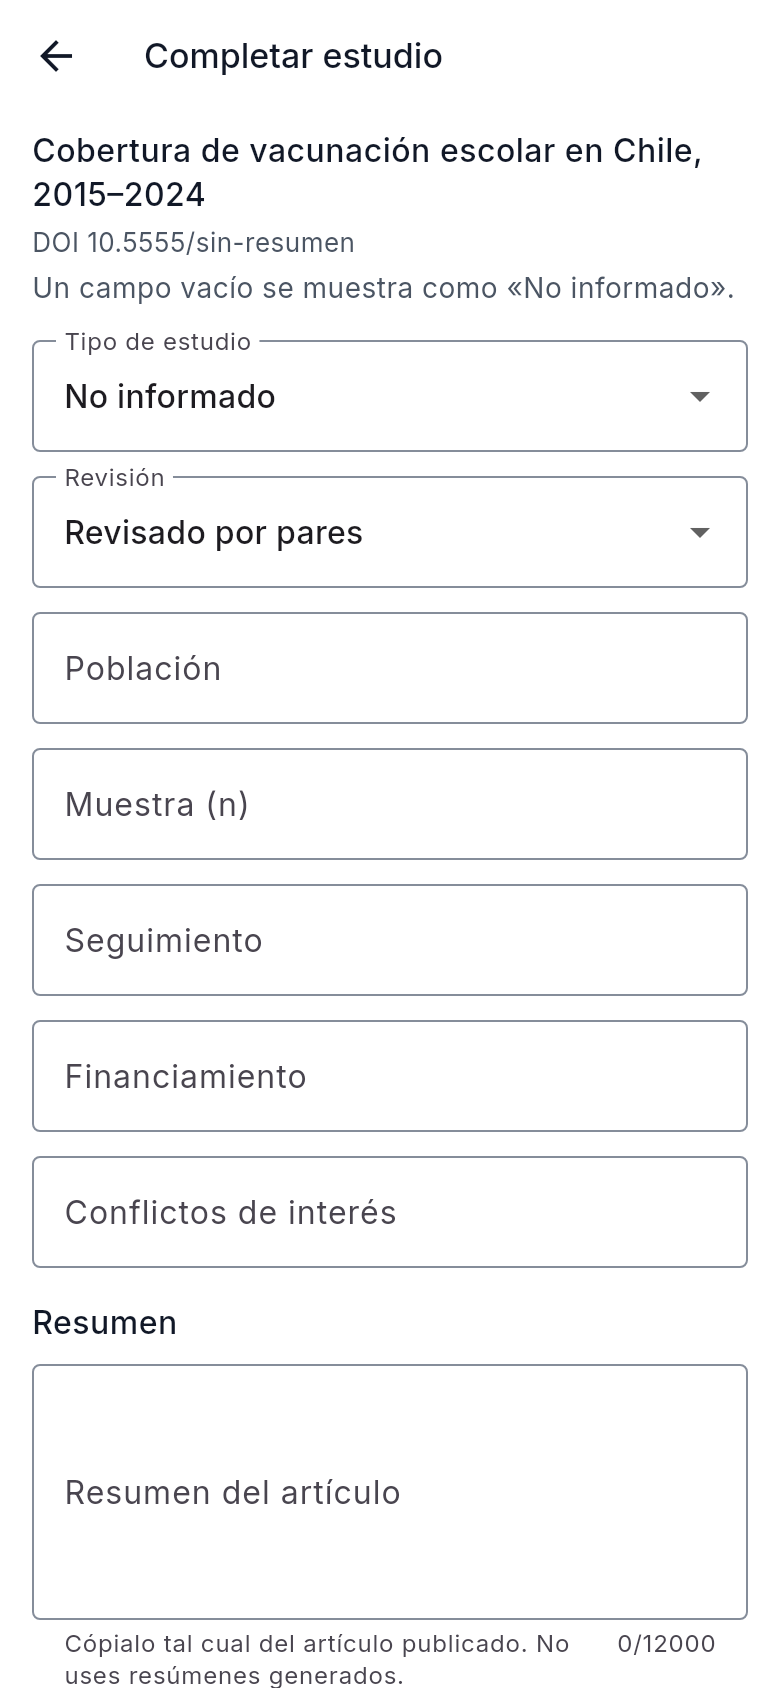 Completar estudio
Cobertura de vacunación escolar en Chile,
2015–2024
DOI 10.5555/sin-resumen
Un campo vacío se muestra como «No informado».
Tipo de estudio
No informado
Revisión
Revisado por pares
Población
Muestra (n)
Seguimiento
Financiamiento
Conflictos de interés
Resumen
Resumen del artículo
Cópialo tal cual del artículo publicado. No 0/12000
uses resúmenes generados.